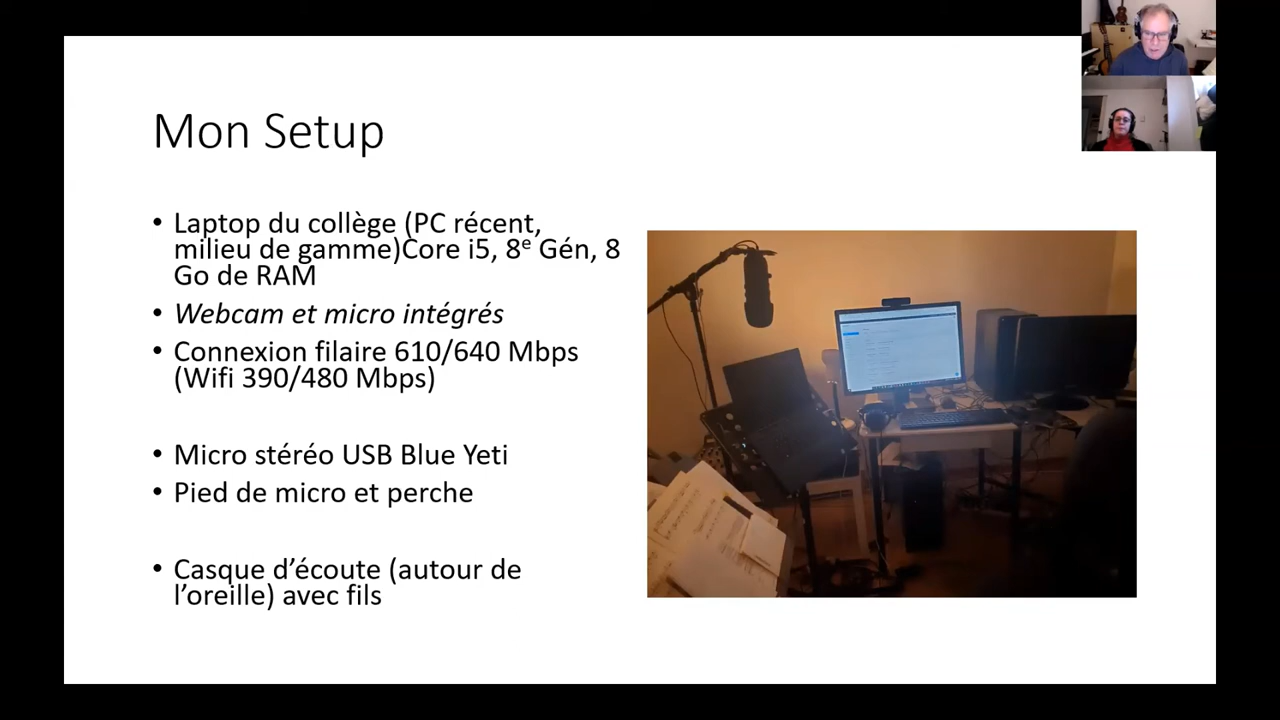 Mon Setup
• Laptop du collège (PC récent,
milieu de gamme)Core i5, 8e Gén, 8
Go de RAM
• Webcam et micro intégrés
• Connexion filaire 610/640 Mbps
(Wifi 390/480 Mbps)
• Micro stéréo USB Blue Yeti
• Pied de micro et perche
• Casque d’écoute (autour de
l’oreille) avec fils